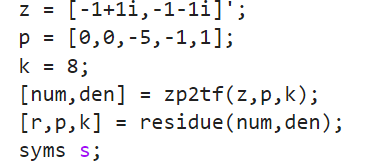 z = [-1+1i,-1-1i]';
p = [0,0,-5,-1,1];
k = 8;
[num,den] = zp2tf(z,p,k);
[r,p,k] = residue(num,den);
syms s;